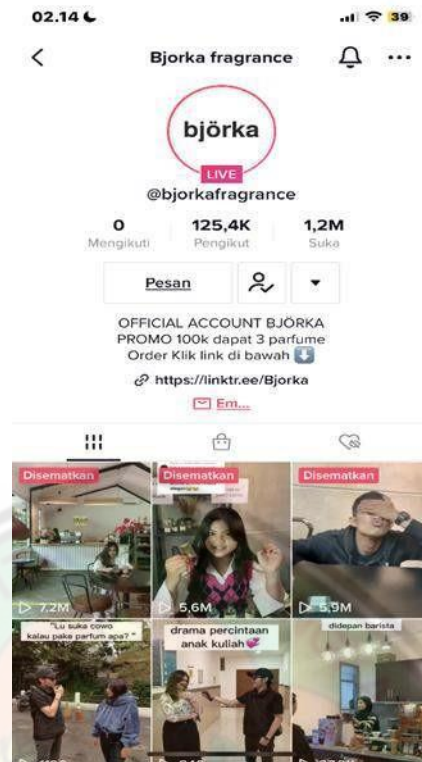 02.14
39
Bjorka fragrance
björka
LIVE
@bjorkafragrance
0 125,4K 1,2M
Mengikuti Pengikut Suka
Pesan
OFFICIAL ACCOUNT BJÖRKA
PROMO 100k dapat 3 parfume
Order Klik link di bawah
https://linktr.ee/Bjorka
Em...
Disematkan Disematkan Disematkan
7,2M 5,6M 5,9M
"Lu suka cowo
kalau pake parfum apa?"
drama percintaan
anak kuliah
didepan barista